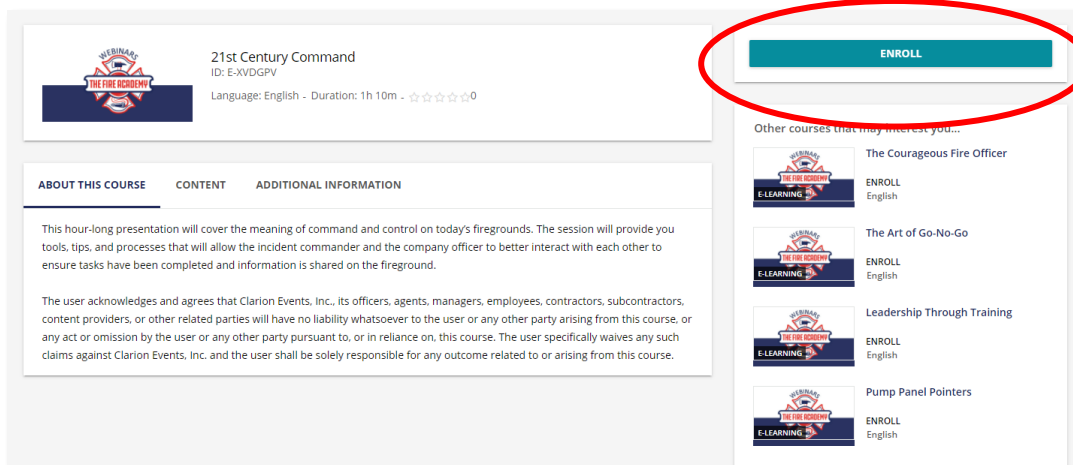 WEBINARS
THE FIRE ACADEMY
21st Century Command
ID: E-XVDGPV
Language: English - Duration: 1h 10m - 0
ENROLL
ABOUT THIS COURSE CONTENT ADDITIONAL INFORMATION
This hour-long presentation will cover the meaning of command and control on today's firegrounds. The session will provide you
tools, tips, and processes that will allow the incident commander and the company officer to better interact with each other to
ensure tasks have been completed and information is shared on the fireground.
The user acknowledges and agrees that Clarion Events, Inc., its officers, agents, managers, employees, contractors, subcontractors,
content providers, or other related parties will have no liability whatsoever to the user or any other party arising from this course, or
any act or omission by the user or any other party pursuant to, or in reliance on, this course. The user specifically waives any such
claims against Clarion Events, Inc. and the user shall be solely responsible for any outcome related to or arising from this course.
Other courses that may interest you...
WEBINARS
THE FIRE ACADEMY
E-LEARNING
The Courageous Fire Officer
ENROLL
English
WEBINARS
THE FIRE ACADEMY
E-LEARNING
The Art of Go-No-Go
ENROLL
English
WEBINARS
THE FIRE ACADEMY
E-LEARNING
Leadership Through Training
ENROLL
English
WEBINARS
THE FIRE ACADEMY
E-LEARNING
Pump Panel Pointers
ENROLL
English